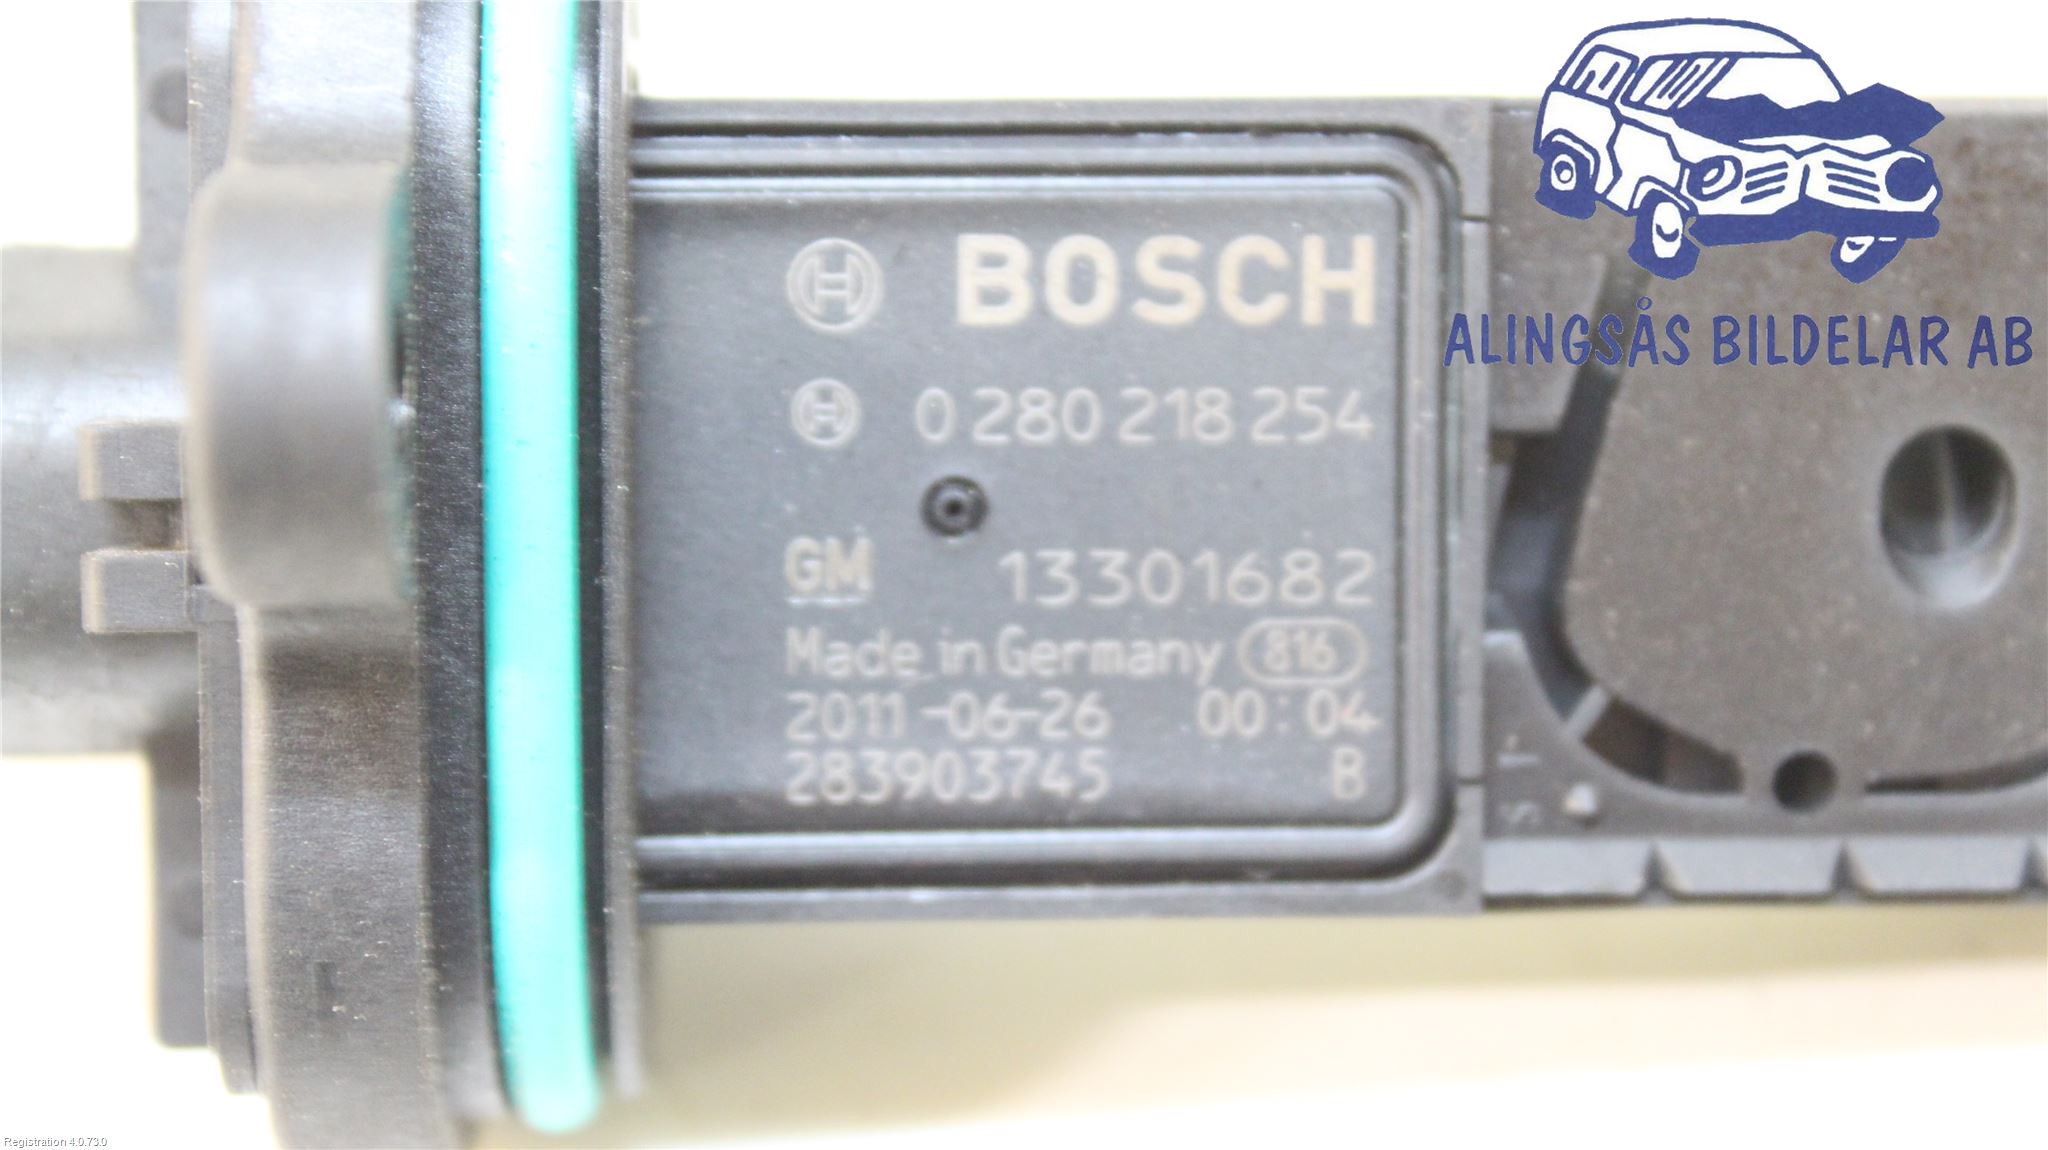 BOSCH
0 280 218 254
GM 13301682
Made in Germany 816
2011-06-26 00:04
283903745 B
ALINGSÅS BILDELAR AB
Registration 4.0.73.0